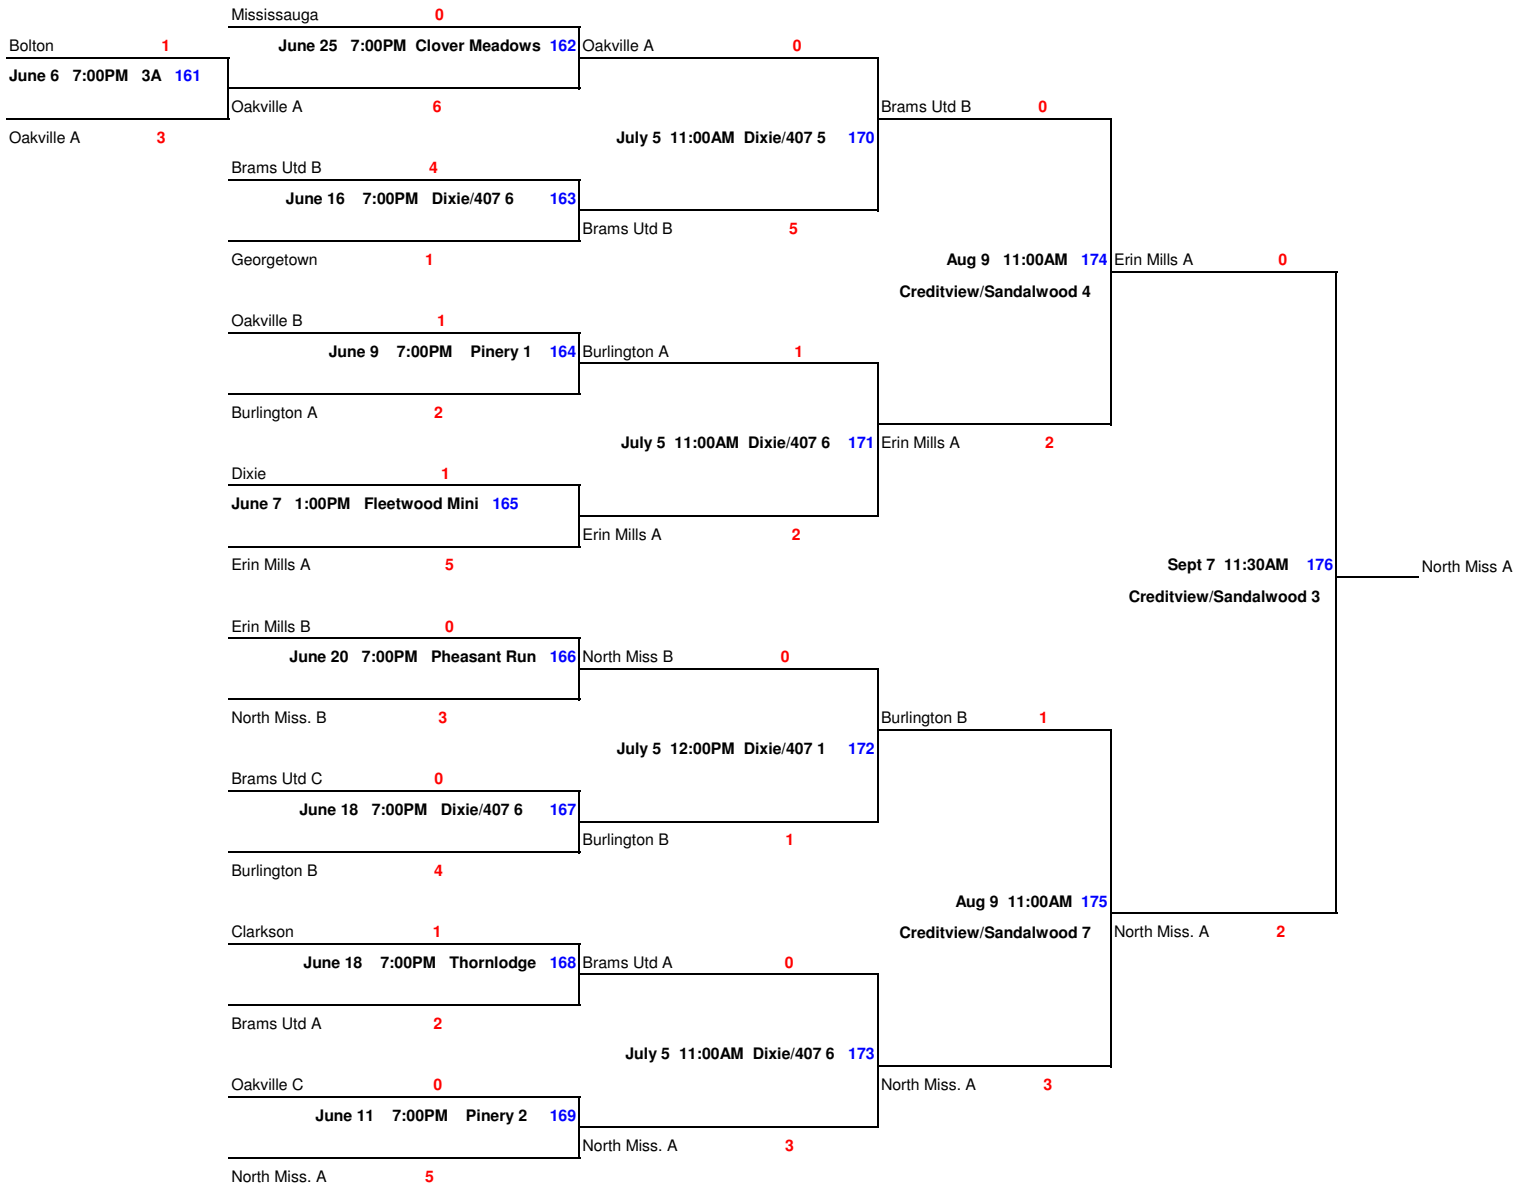 Mississauga 0
Bolton 1
June 25 7:00PM Clover Meadows 162 Oakville A 0
June 6 7:00PM 3A 161
Oakville A 6
Brams Utd B 0
Oakville A 3
July 5 11:00AM Dixie/407 5 170
Brams Utd B 4
June 16 7:00PM Dixie/407 6 163
Brams Utd B 5
Georgetown 1
Aug 9 11:00AM 174 Erin Mills A 0
Creditview/Sandalwood 4
Oakville B 1
June 9 7:00PM Pinery 1 164 Burlington A 1
Burlington A 2
July 5 11:00AM Dixie/407 6 171 Erin Mills A 2
Dixie 1
June 7 1:00PM Fleetwood Mini 165
Erin Mills A 2
Erin Mills A 5
Sept 7 11:30AM 176 North Miss A
Creditview/Sandalwood 3
Erin Mills B 0
June 20 7:00PM Pheasant Run 166 North Miss B 0
North Miss. B 3
Burlington B 1
July 5 12:00PM Dixie/407 1 172
Brams Utd C 0
June 18 7:00PM Dixie/407 6 167
Burlington B 1
Burlington B 4
Aug 9 11:00AM 175
Clarkson 1
Creditview/Sandalwood 7 North Miss. A 2
June 18 7:00PM Thornlodge 168 Brams Utd A 0
Brams Utd A 2
July 5 11:00AM Dixie/407 6 173
Oakville C 0
North Miss. A 3
June 11 7:00PM Pinery 2 169
North Miss. A 3
North Miss. A 5